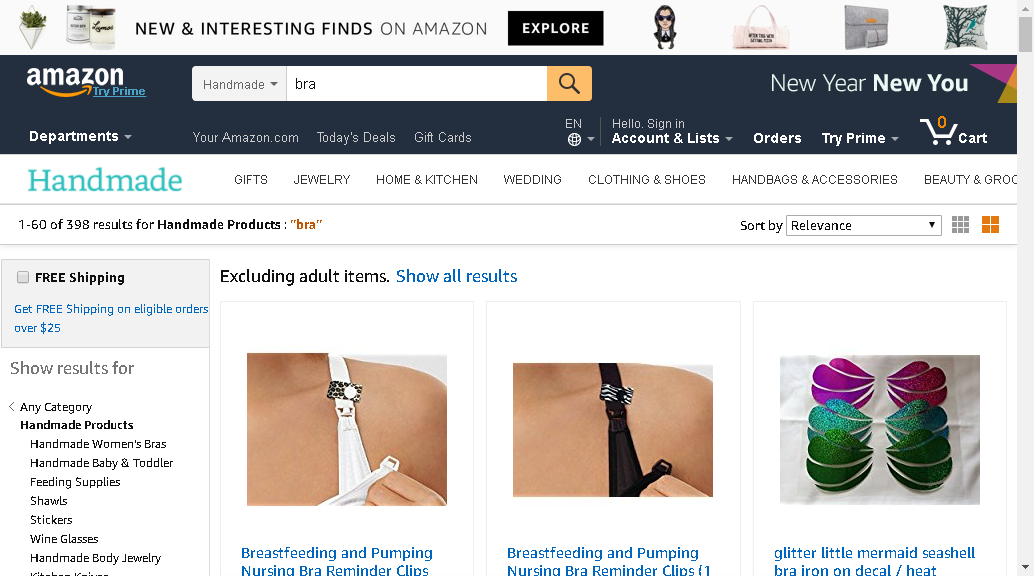 NEW & INTERESTING FINDS ON AMAZON
EXPLORE
amazon
Try Prime
Handmade
bra
New Year New You
Departments
Your Amazon.com
Today's Deals
Gift Cards
EN
Hello. Sign in
Account & Lists
Orders
Try Prime
0
Cart
Handmade
GIFTS
JEWELRY
HOME & KITCHEN
WEDDING
CLOTHING & SHOES
HANDBAGS & ACCESSORIES
BEAUTY & GROO
1-60 of 398 results for Handmade Products : "bra"
Sort by Relevance
FREE Shipping
Get FREE Shipping on eligible orders
over $25
Show results for
Any Category
Handmade Products
Handmade Women's Bras
Handmade Baby & Toddler
Feeding Supplies
Shawls
Stickers
Wine Glasses
Handmade Body Jewelry
Kitchen Knives
Excluding adult items. Show all results
Breastfeeding and Pumping
Nursing Bra Reminder Clips
Breastfeeding and Pumping
Nursing Bra Reminder Clips (1
glitter little mermaid seashell
bra iron on decal / heat